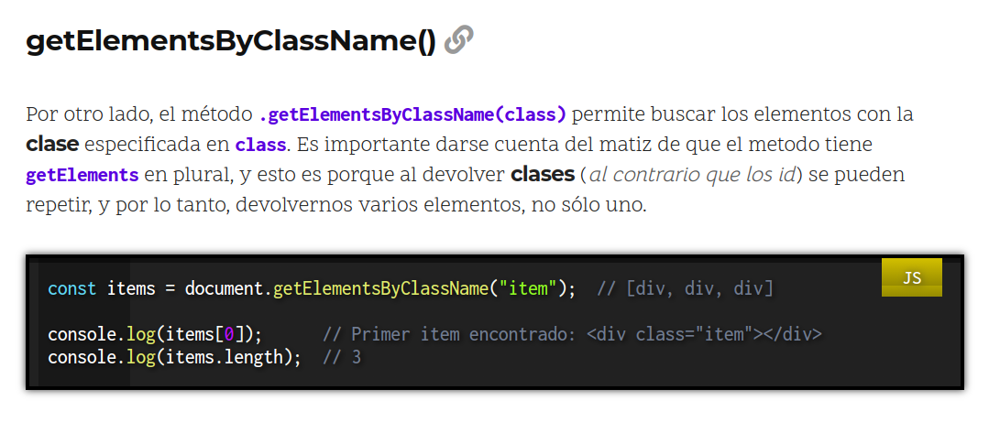 getElementsByClassName()
Por otro lado, el método .getElementsByClassName(class) permite buscar los elementos con la
clase especificada en class. Es importante darse cuenta del matiz de que el metodo tiene
getElements en plural, y esto es porque al devolver clases (al contrario que los id) se pueden
repetir, y por lo tanto, devolvernos varios elementos, no sólo uno.
JS
const items = document.getElementsByClassName("item");  // [div, div, div]
console.log(items[0]);      // Primer item encontrado: <div class="item"></div>
console.log(items.length);  // 3